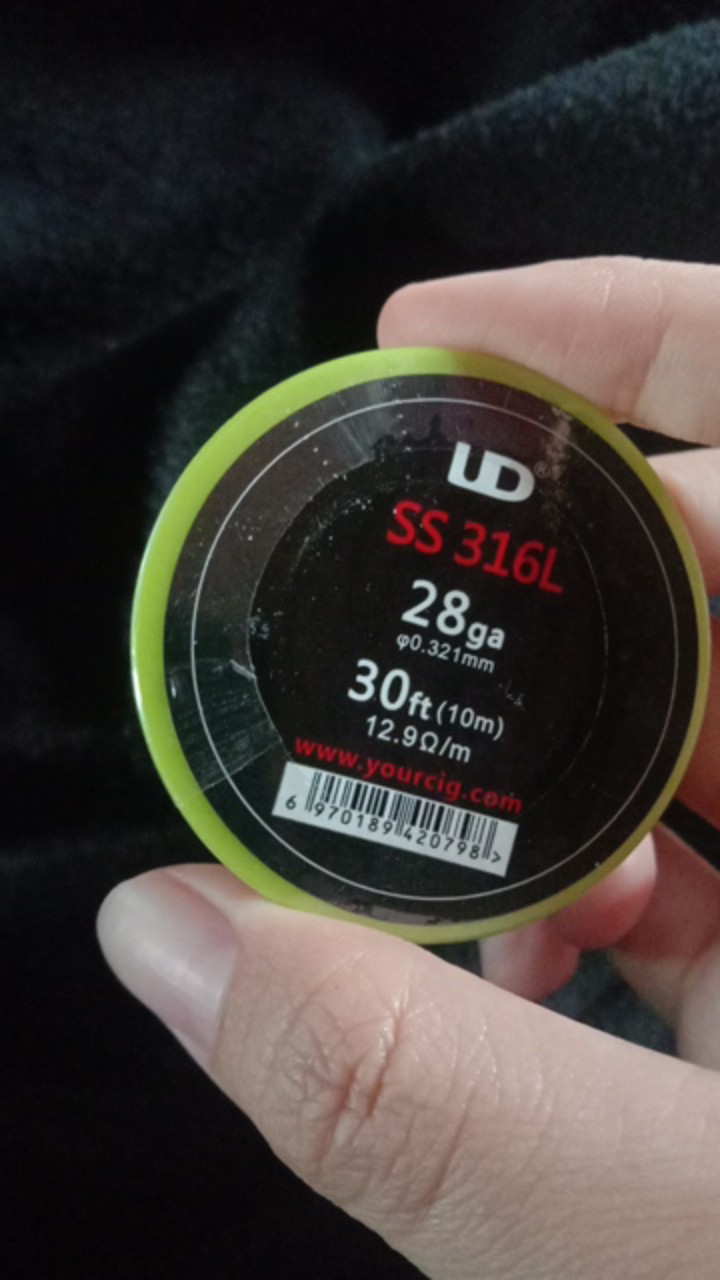 UD®
SS 316L
28ga
φ0.321mm
30ft (10m)
12.9Ω/m
www.yourcig.com
6 970189 420798 >